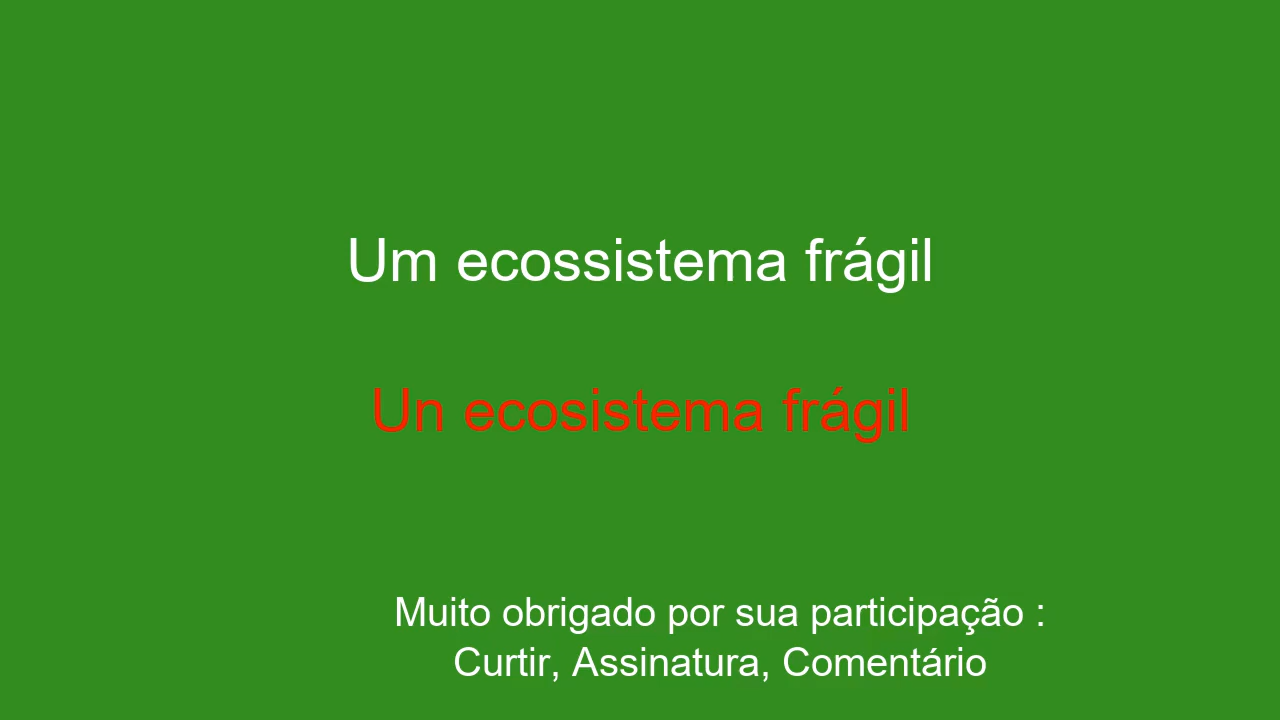 Um ecossistema frágil
Un ecosistema frágil
Muito obrigado por sua participação :
Curtir, Assinatura, Comentário